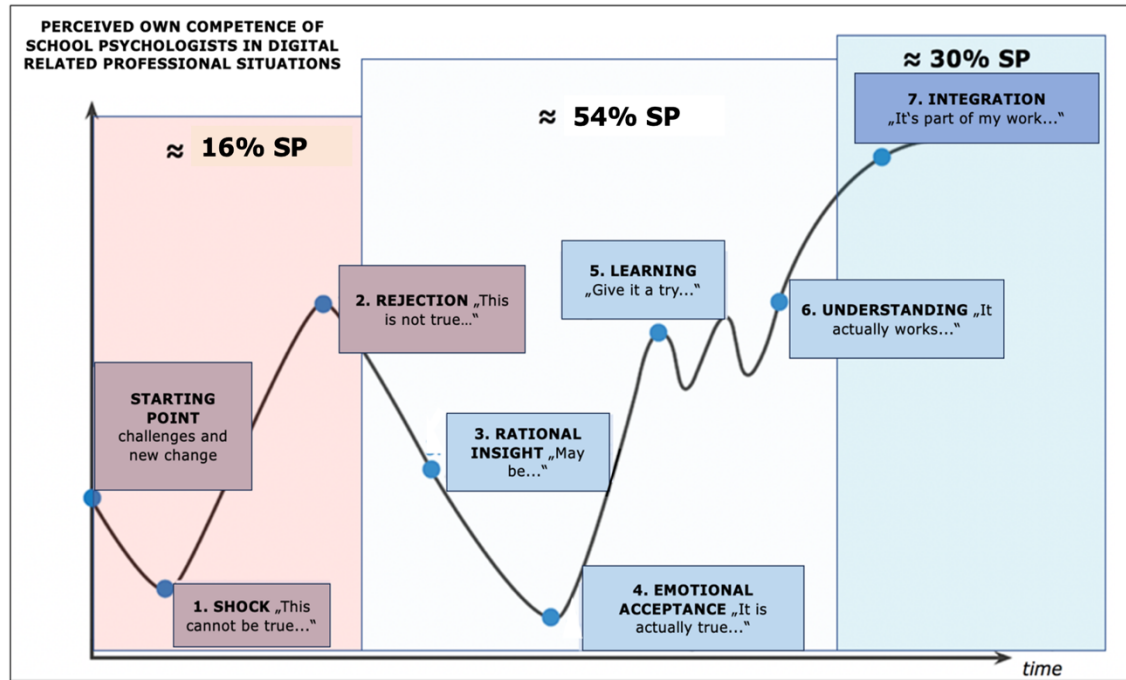 PERCEIVED OWN COMPETENCE OF
SCHOOL PSYCHOLOGISTS IN DIGITAL
RELATED PROFESSIONAL SITUATIONS
≈ 16% SP
≈ 54% SP
≈ 30% SP
STARTING
POINT
challenges and
new change
1. SHOCK „This
cannot be true...“
2. REJECTION „This
is not true…“
3. RATIONAL
INSIGHT „May
be...“
4. EMOTIONAL
ACCEPTANCE „It is
actually true...“
5. LEARNING
„Give it a try...“
6. UNDERSTANDING „It
actually works...“
7. INTEGRATION
„It‘s part of my work...“
time